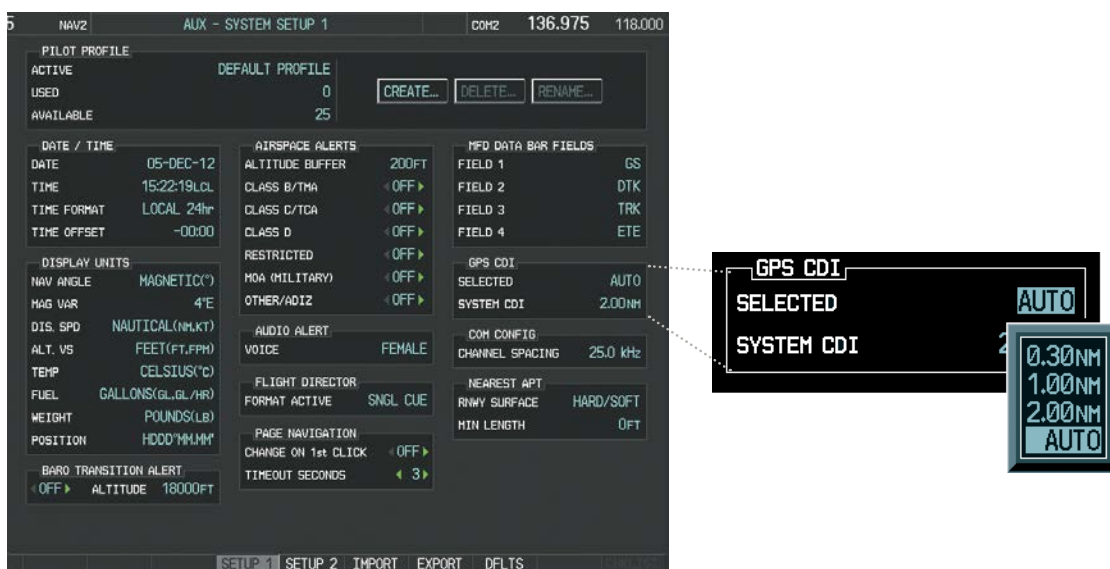 5 NAV2 AUX - SYSTEM SETUP 1 COM2 136.975 118.000
PILOT PROFILE
ACTIVE DEFAULT PROFILE
USED 0
AVAILABLE 25
CREATE... DELETE... RENAME...
DATE / TIME
DATE 05-DEC-12
TIME 15:22:19LCL
TIME FORMAT LOCAL 24hr
TIME OFFSET -00:00
DISPLAY UNITS
NAV ANGLE MAGNETIC(°)
MAG VAR 4°E
DIS. SPD NAUTICAL(NM,KT)
ALT. VS FEET(FT,FPM)
TEMP CELSIUS(°C)
FUEL GALLONS(GL,GL/HR)
WEIGHT POUNDS(LB)
POSITION HDDD°MM.MM'
BARO TRANSITION ALERT
OFF ALTITUDE 18000FT
AIRSPACE ALERTS
ALTITUDE BUFFER 200FT
CLASS B/TMA OFF
CLASS C/TCA OFF
CLASS D OFF
RESTRICTED OFF
MOA (MILITARY) OFF
OTHER/ADIZ OFF
AUDIO ALERT
VOICE FEMALE
FLIGHT DIRECTOR
FORMAT ACTIVE SNGL CUE
PAGE NAVIGATION
CHANGE ON 1st CLICK OFF
TIMEOUT SECONDS 3
MFD DATA BAR FIELDS
FIELD 1 GS
FIELD 2 DTK
FIELD 3 TRK
FIELD 4 ETE
GPS CDI
SELECTED AUTO
SYSTEM CDI 2.00NM
COM CONFIG
CHANNEL SPACING 25.0 kHz
NEAREST APT
RNWY SURFACE HARD/SOFT
MIN LENGTH 0FT
SETUP 1 SETUP 2 IMPORT EXPORT DFLTS
GPS CDI
SELECTED AUTO
SYSTEM CDI 2
0.30NM
1.00NM
2.00NM
AUTO